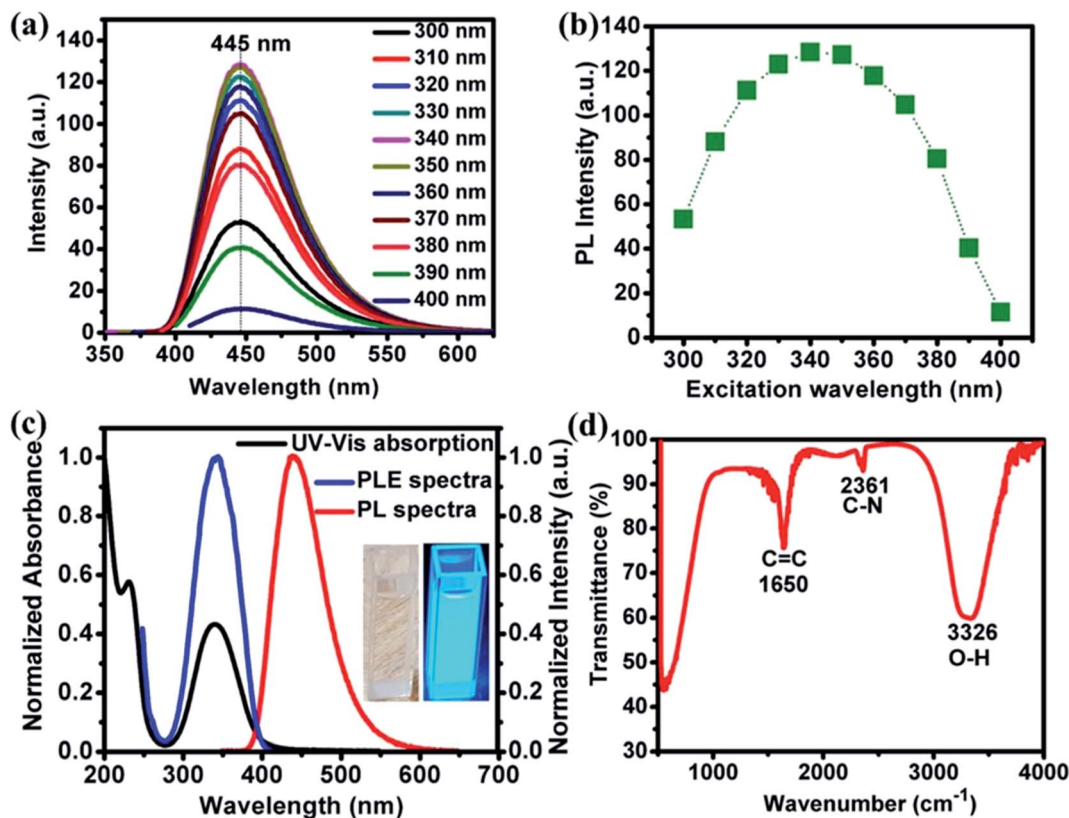 (a)
140
120
100
80
60
40
20
0
Intensity (a.u.)
445 nm
300 nm
310 nm
320 nm
330 nm
340 nm
350 nm
360 nm
370 nm
380 nm
390 nm
400 nm
350 400 450 500 550 600
Wavelength (nm)
(b)
140
120
100
80
60
40
20
0
PL Intensity (a.u.)
300 320 340 360 380 400
Excitation wavelength (nm)
(c)
1.0
0.8
0.6
0.4
0.2
0.0
Normalized Absorbance
UV-Vis absorption
PLE spectra
PL spectra
1.0
0.8
0.6
0.4
0.2
0.0
Normalized Intensity (a.u.)
200 300 400 500 600 700
Wavelength (nm)
(d)
100
90
80
70
60
50
40
30
Transmittance (%)
2361
C-N
C=C
1650
3326
O-H
1000 2000 3000 4000
Wavenumber (cm⁻¹)